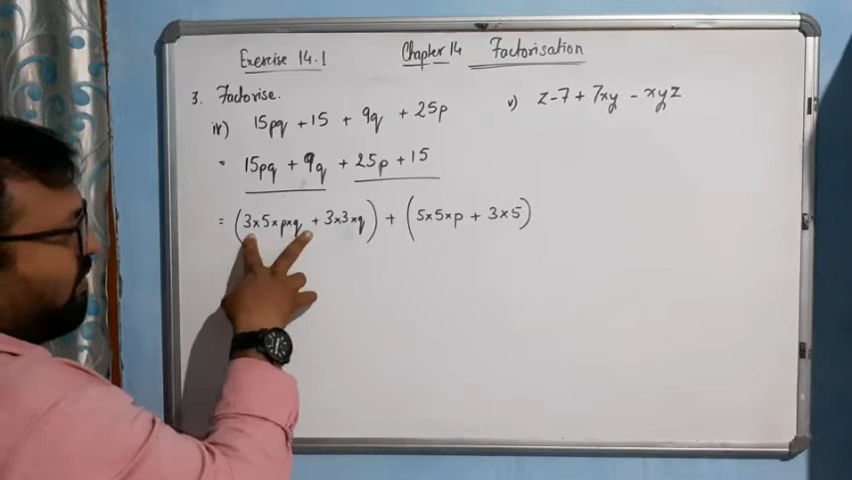 Exercise 14.1 Chapter 14 Factorisation
3. Factorise.
iv) 15pq + 15 + 9q + 25p
= 15pq + 9q + 25p + 15
= (3×5×p×q + 3×3×q) + (5×5×p + 3×5)
v) z - 7 + 7xy - xyz